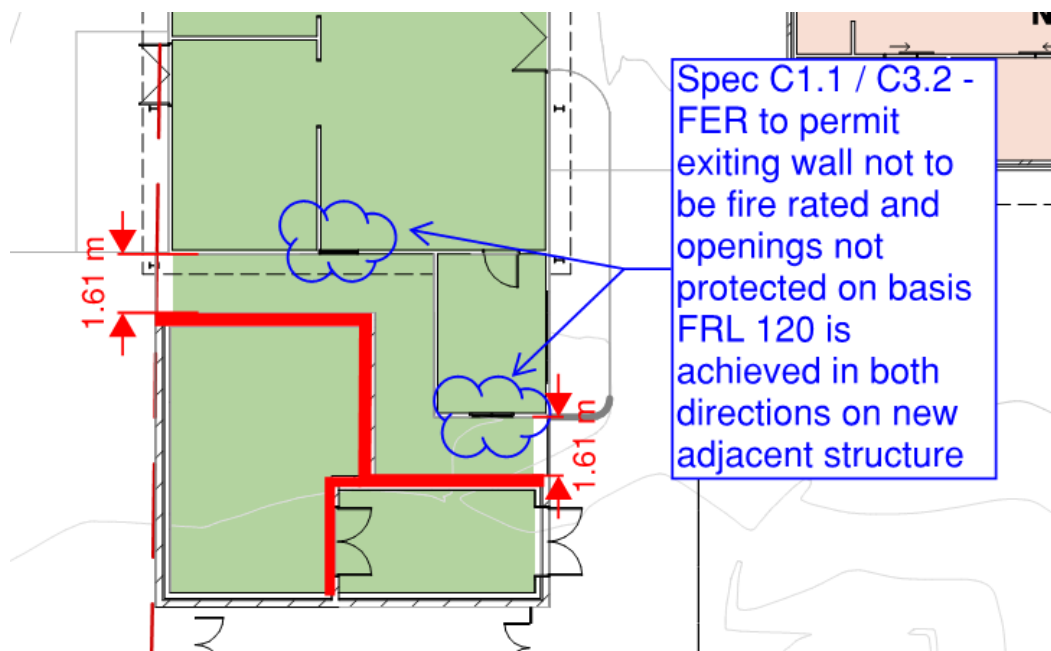 N
Spec C1.1 / C3.2 -
FER to permit
exiting wall not to
be fire rated and
openings not
protected on basis
FRL 120 is
achieved in both
directions on new
adjacent structure
1.61 m
1.61 m